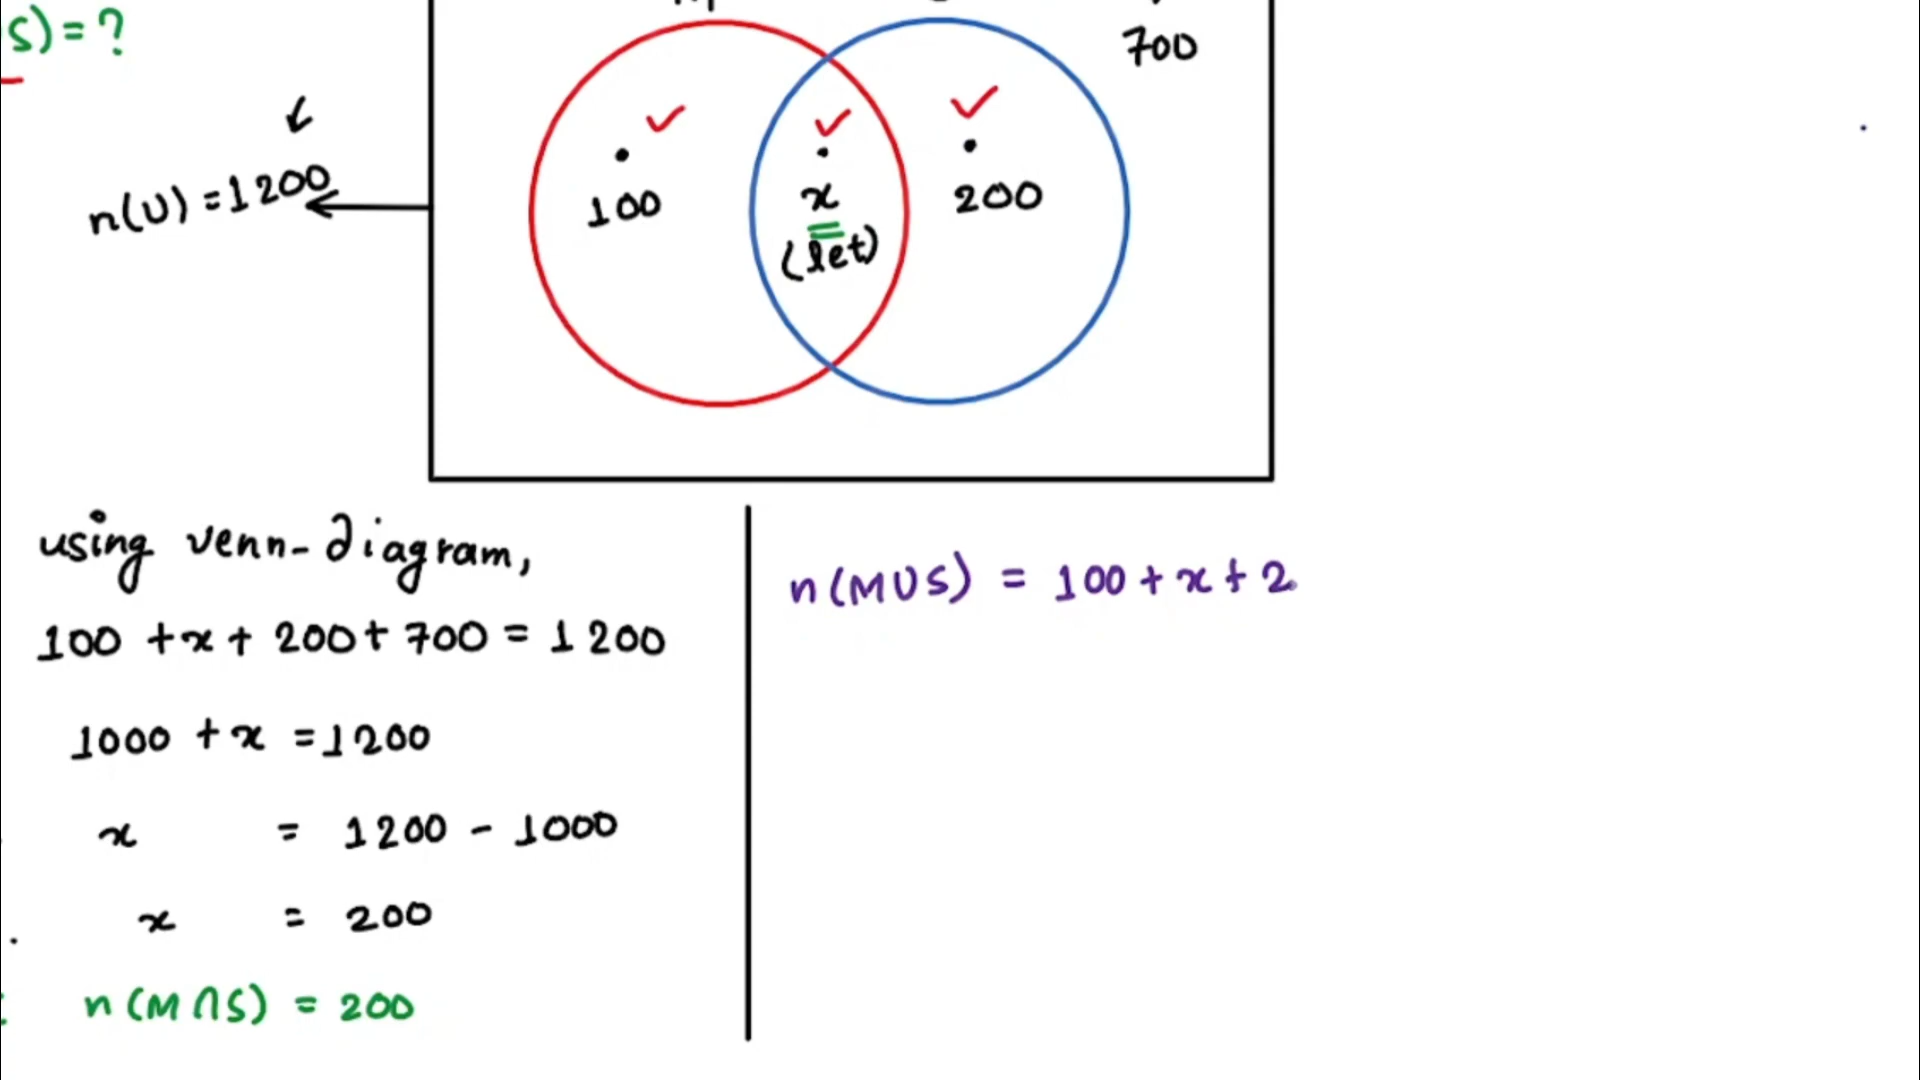 S) = ?
700
n(U) = 1200
100
x
200
(let)
using venn-diagram,
100 + x + 200 + 700 = 1200
1000 + x = 1200
x = 1200 - 1000
x = 200
n(M∩S) = 200
n(M∪S) = 100 + x + 2